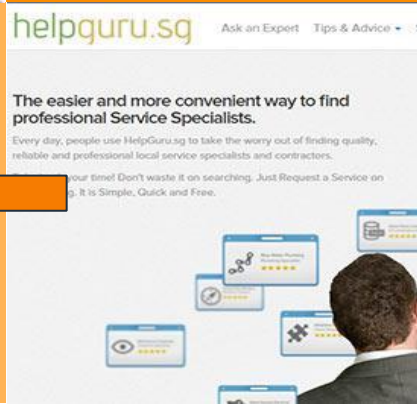 helpguru.sg
Ask an Expert Tips & Advice
The easier and more convenient way to find
professional Service Specialists.
Every day, people use HelpGuru.sg to take the worry out of finding quality,
reliable and professional local service specialists and contractors.
your time! Don't waste it on searching. Just Request a Service on
It is Simple, Quick and Free.